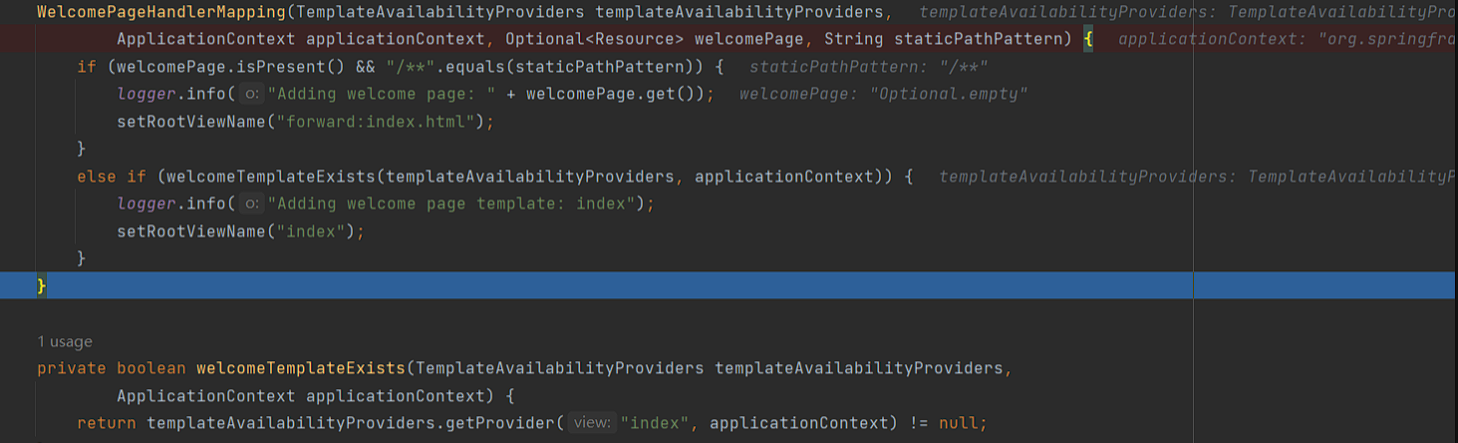 WelcomePageHandlerMapping(TemplateAvailabilityProviders templateAvailabilityProviders, templateAvailabilityProviders: TemplateAvailabilityPro
ApplicationContext applicationContext, Optional<Resource> welcomePage, String staticPathPattern) { applicationContext: "org.springfra
if (welcomePage.isPresent() && "/**".equals(staticPathPattern)) { staticPathPattern: "/**"
logger.info( o: "Adding welcome page: " + welcomePage.get()); welcomePage: "Optional.empty"
setRootViewName("forward:index.html");
}
else if (welcomeTemplateExists(templateAvailabilityProviders, applicationContext)) { templateAvailabilityProviders: TemplateAvailabilityP
logger.info( o: "Adding welcome page template: index");
setRootViewName("index");
}
}
1 usage
private boolean welcomeTemplateExists(TemplateAvailabilityProviders templateAvailabilityProviders,
ApplicationContext applicationContext) {
return templateAvailabilityProviders.getProvider( view: "index", applicationContext) != null;